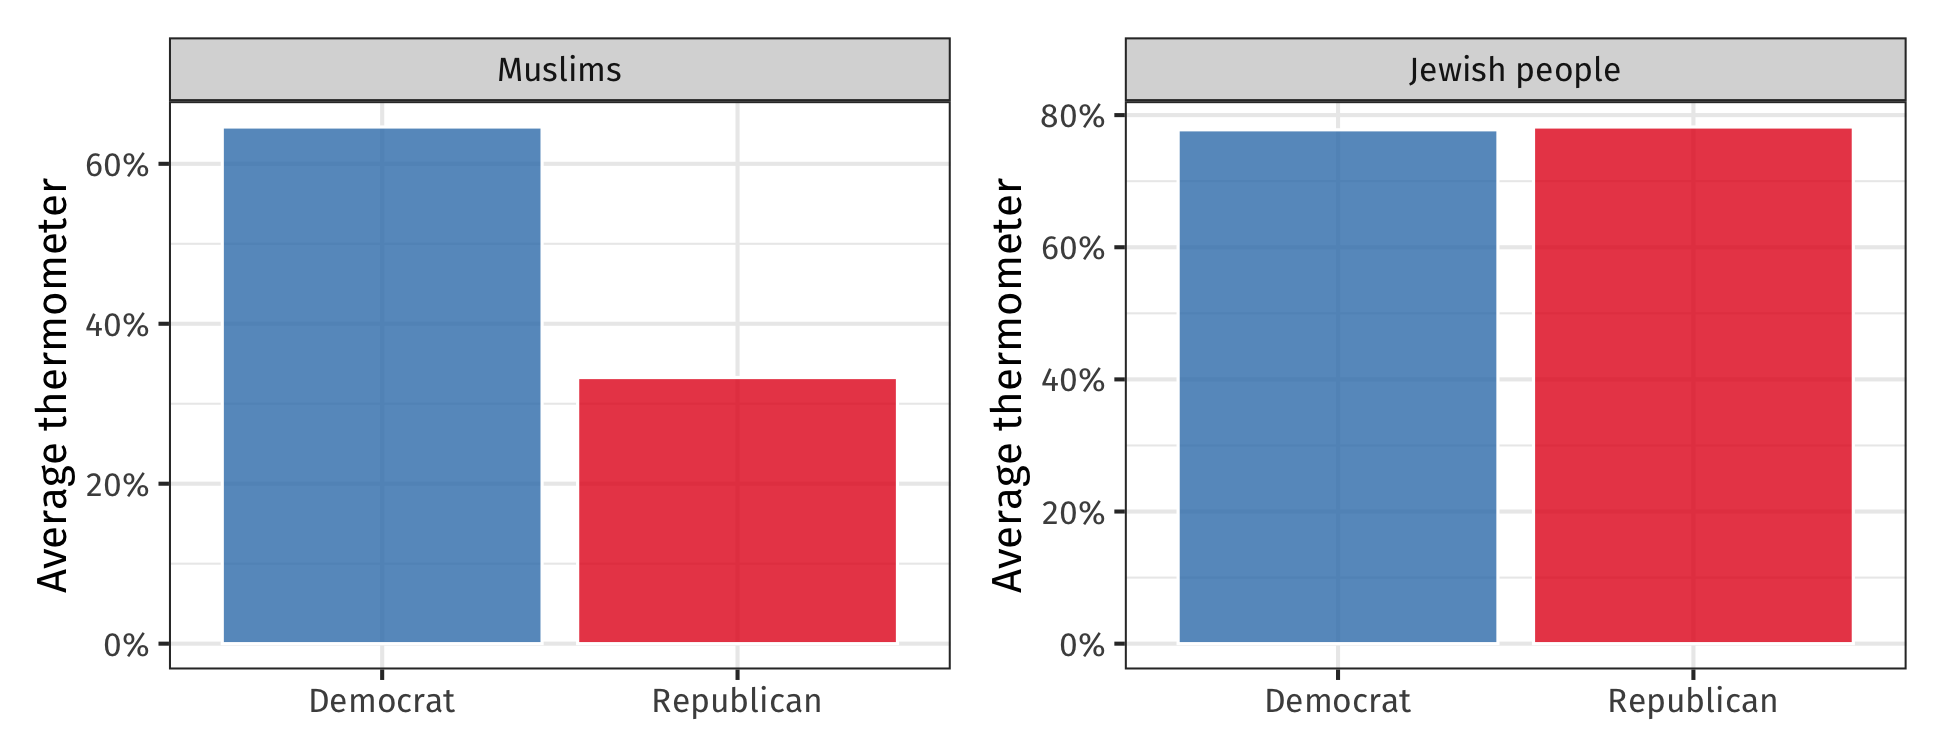 Muslims
Average thermometer
60%
40%
20%
0%
Democrat
Republican
Jewish people
Average thermometer
80%
60%
40%
20%
0%
Democrat
Republican